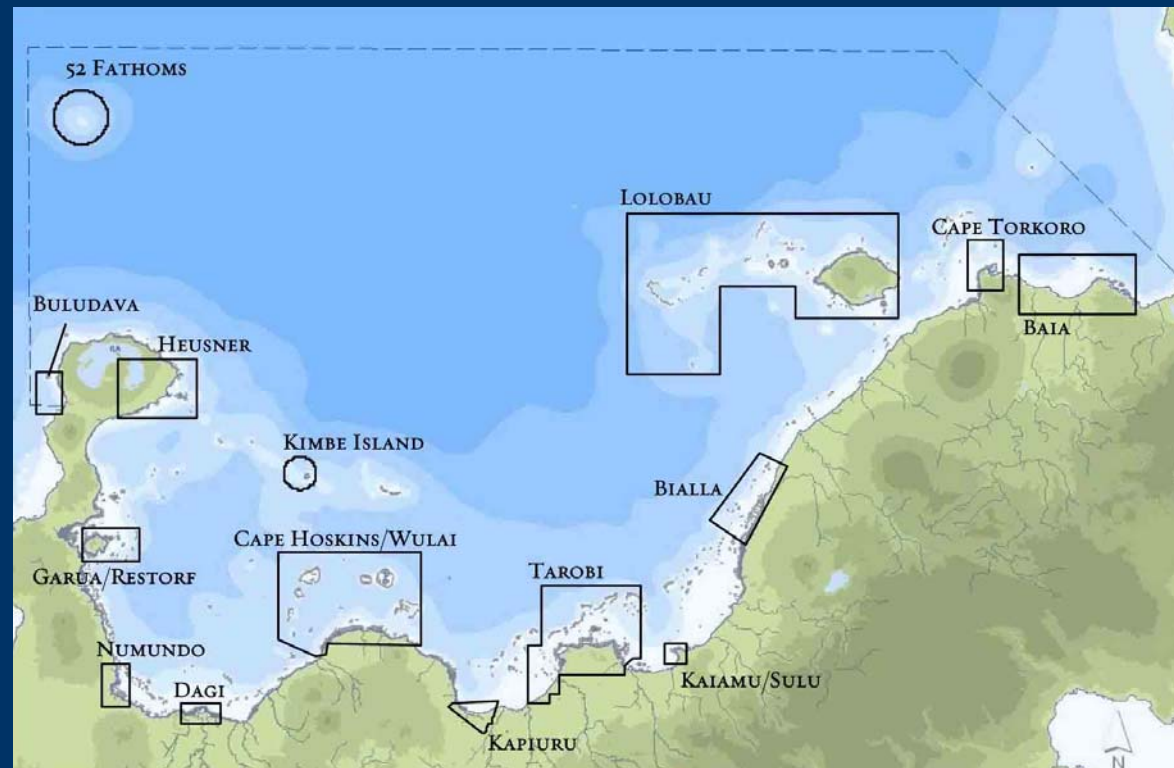 52 Fathoms
Lolobau
Cape Torkoro
Baia
Buludava
Heusner
Kimbe Island
Bialla
Cape Hoskins/Wulai
Tarobi
Garua/Restorf
Numundo
Dagi
Kaiamu/Sulu
Kapiuru
N